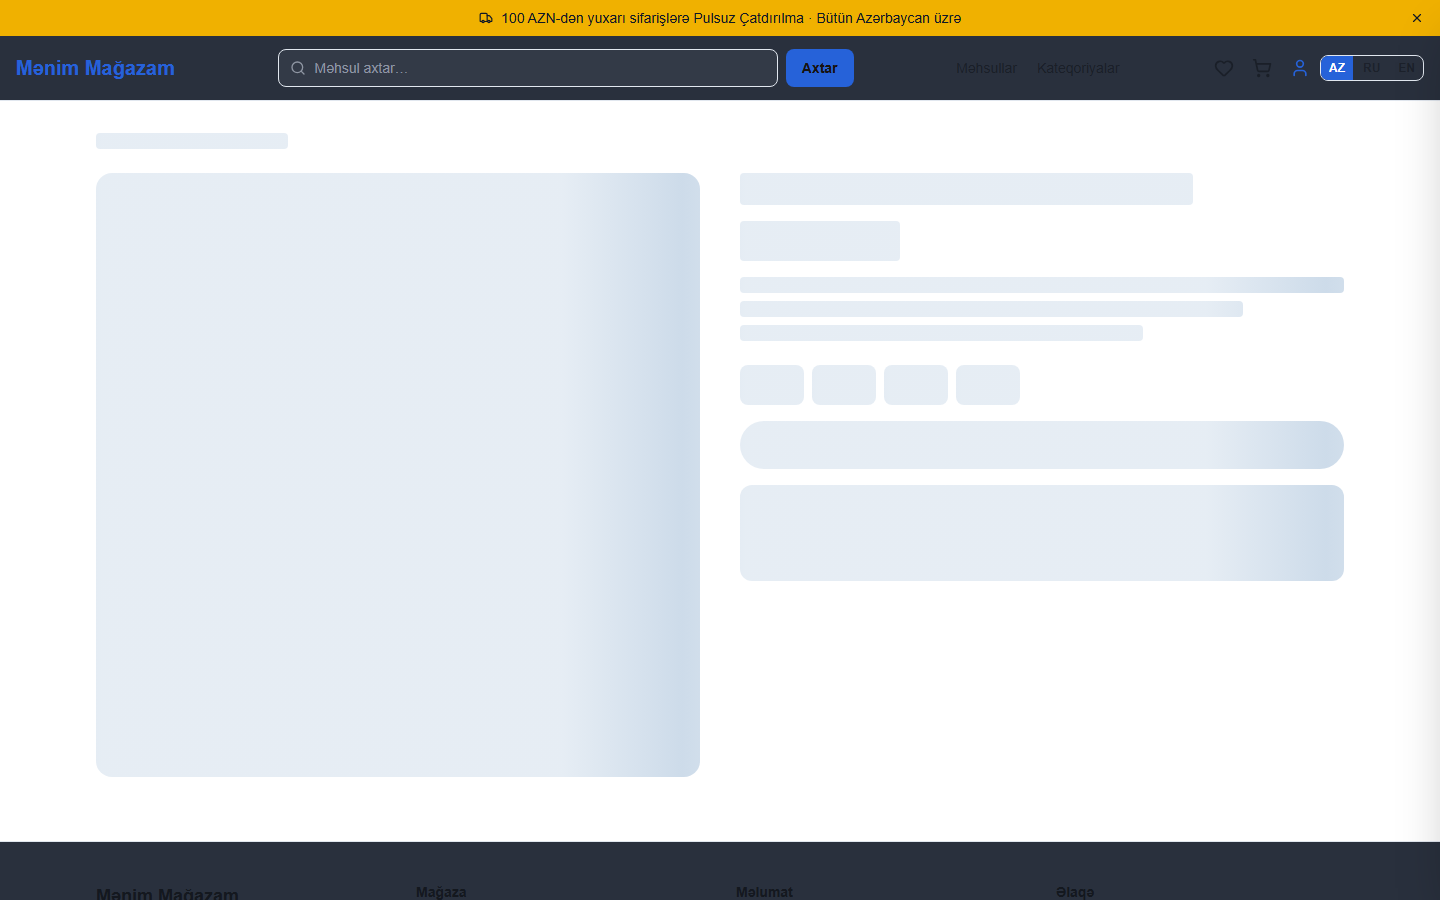 100 AZN-dən yuxarı sifarişlərə Pulsuz Çatdırılma · Bütün Azərbaycan üzrə
Mənim Mağazam
Məhsul axtar...
Axtar
Məhsullar
Kateqoriyalar
AZ
RU
EN
Mənim Mağazam
Mağaza
Məlumat
Əlaqə